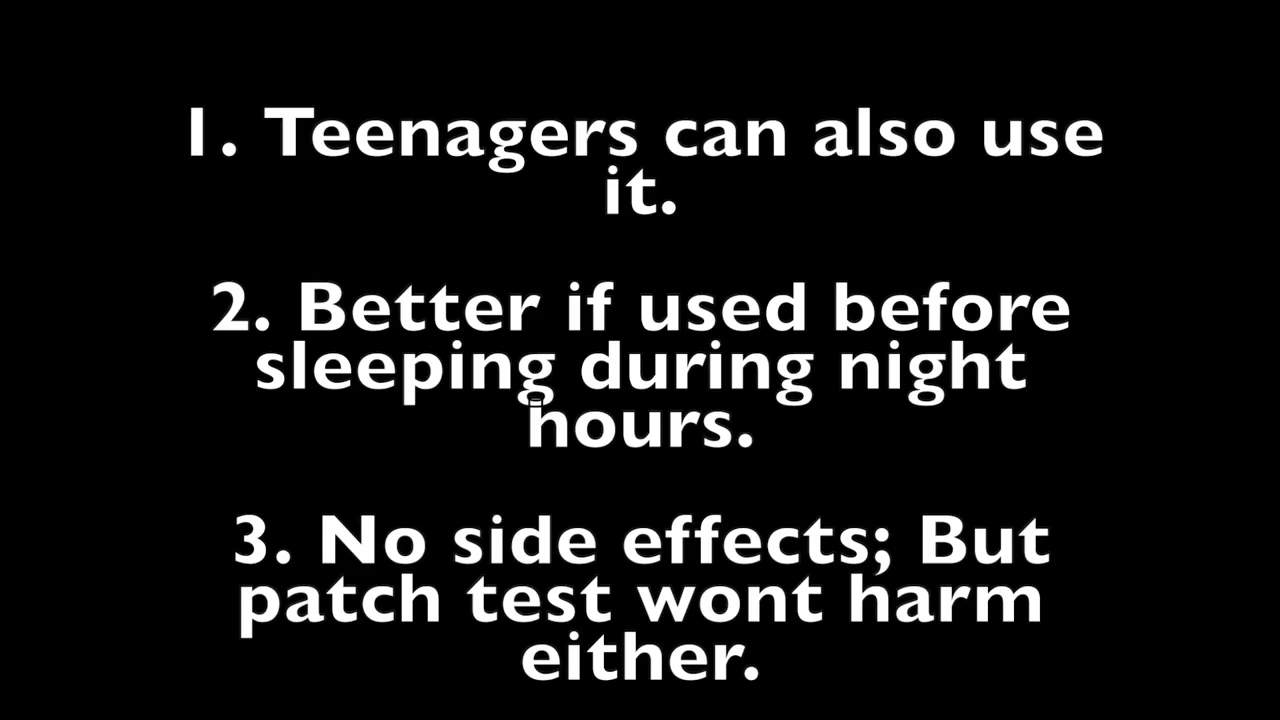 1. Teenagers can also use
it.
2. Better if used before
sleeping during night
hours.
3. No side effects; But
patch test wont harm
either.